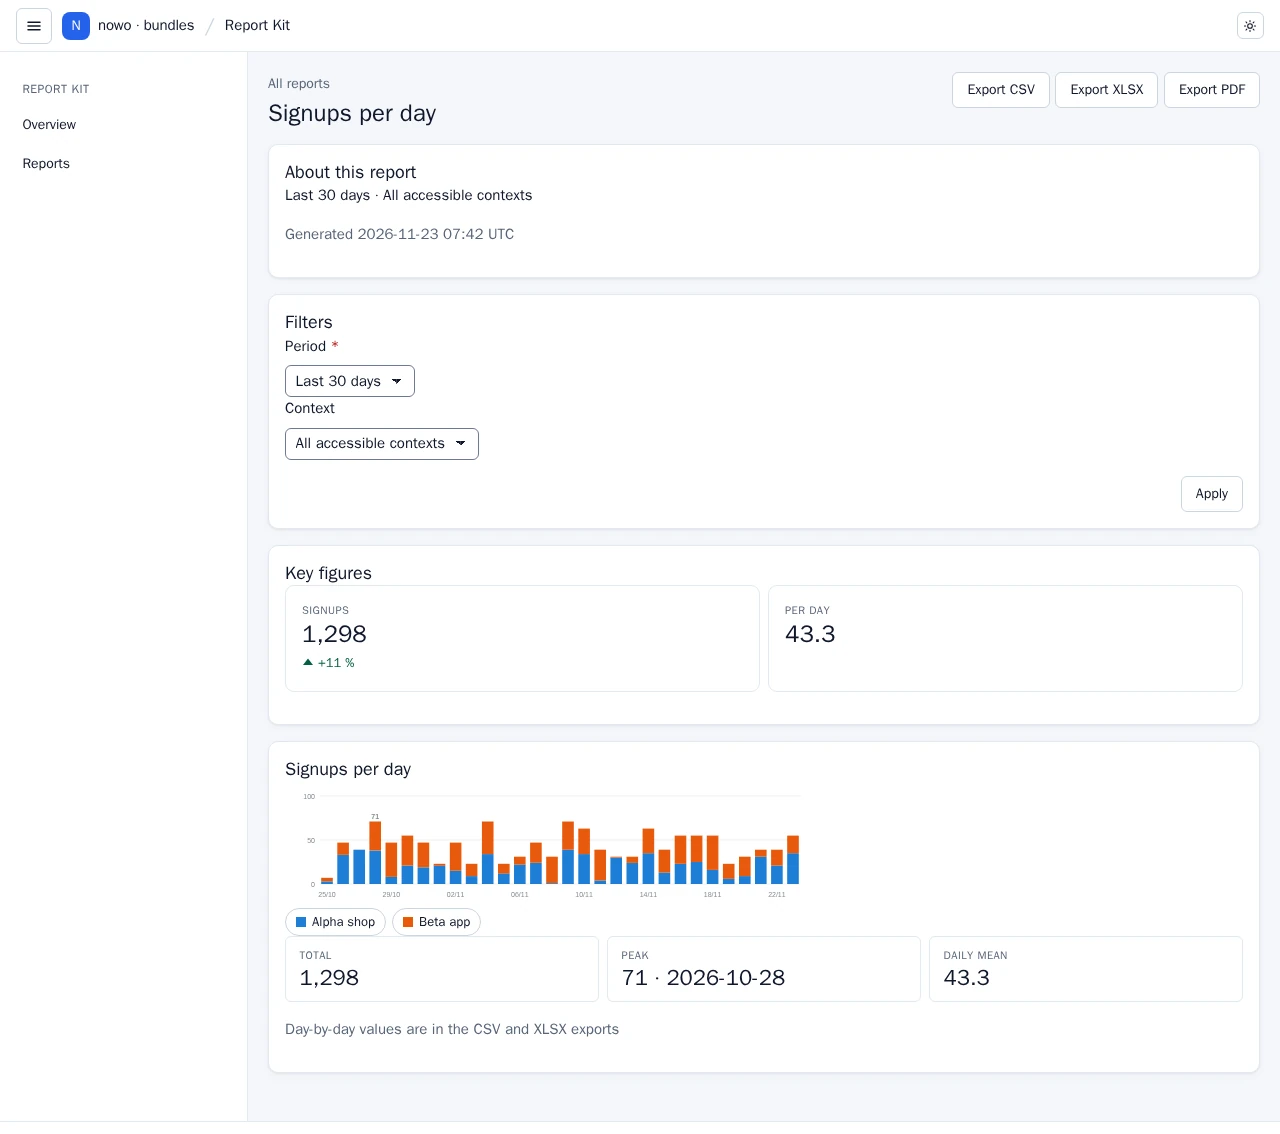 N nowo · bundles / Report Kit
REPORT KIT
Overview
Reports
All reports
Signups per day
Export CSV
Export XLSX
Export PDF
About this report
Last 30 days · All accessible contexts
Generated 2026-11-23 07:42 UTC
Filters
Period *
Last 30 days
Context
All accessible contexts
Apply
Key figures
SIGNUPS
1,298
+11 %
PER DAY
43.3
Signups per day
100
71
50
0
25/10 29/10 02/11 06/11 10/11 14/11 18/11 22/11
Alpha shop
Beta app
TOTAL
1,298
PEAK
71 · 2026-10-28
DAILY MEAN
43.3
Day-by-day values are in the CSV and XLSX exports